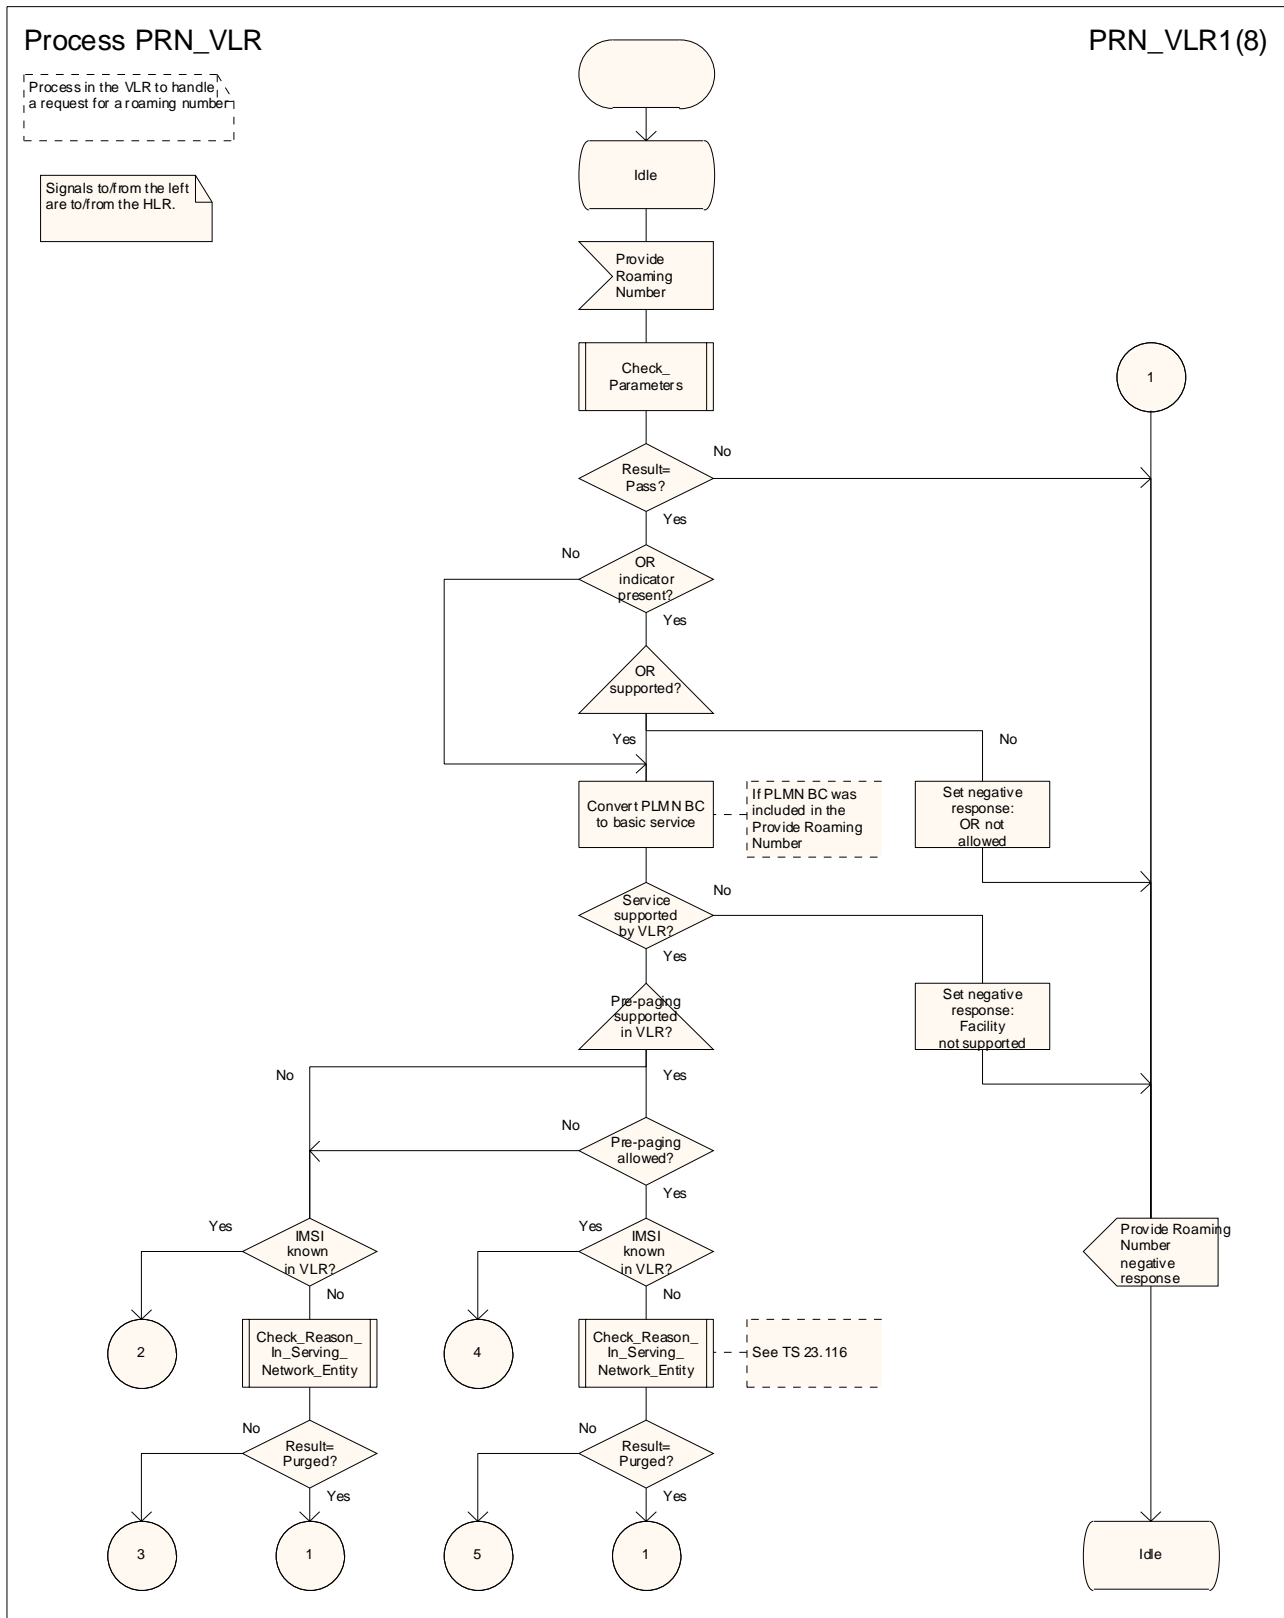 Process PRN_VLR
PRN_VLR1(8)
Process in the VLR to handle
a request for a roaming number
Signals to/from the left
are to/from the HLR.
Idle
Provide
Roaming
Number
Check_
Parameters
1
Result=
Pass?
No
Yes
OR
indicator
present?
No
Yes
OR
supported?
Yes
No
Convert PLMN BC
to basic service
If PLMN BC was
included in the
Provide Roaming
Number
Set negative
response:
OR not
allowed
Service
supported
by VLR?
No
Yes
Pre-paging
supported
in VLR?
Set negative
response:
Facility
not supported
No
Yes
Pre-paging
allowed?
No
Yes
Yes
IMSI
known
in VLR?
No
Yes
IMSI
known
in VLR?
No
Provide Roaming
Number
negative
response
2
Check_Reason_
In_Serving_
Network_Entity
4
Check_Reason_
In_Serving_
Network_Entity
See TS 23.116
No
Result=
Purged?
Yes
No
Result=
Purged?
Yes
3
1
5
1
Idle